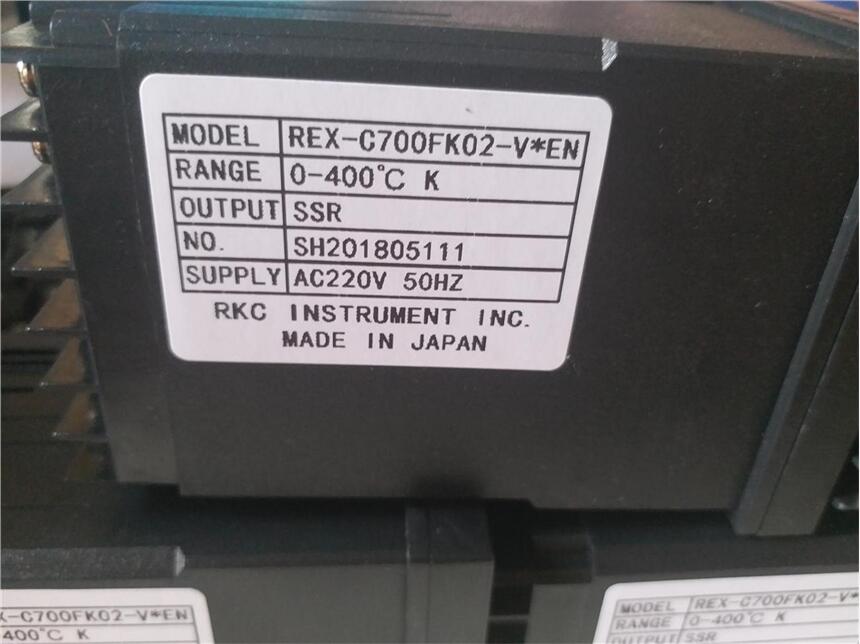 MODEL REX-C700FK02-V*EN
RANGE 0-400℃ K
OUTPUT SSR
NO. SH201805111
SUPPLY AC220V 50HZ
RKC INSTRUMENT INC.
MADE IN JAPAN
-C700FK02-V*EN
400℃ K
MODEL REX-C700FK02-V*
RANGE 0-400℃ K
OUTPUT SSR